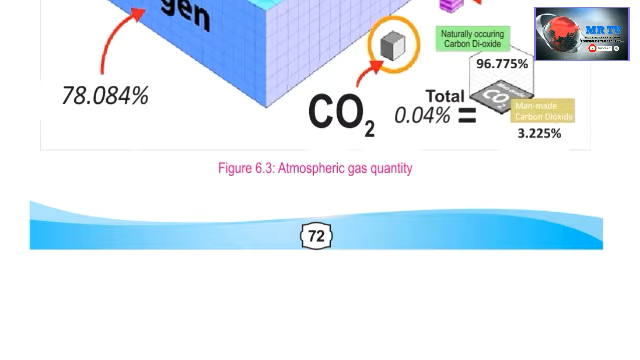 gen
78.084%
CO2
Total
0.04% =
Naturally occuring
Carbon Di-oxide
96.775%
CO2
Man-made
Carbon Dioxide
3.225%
Figure 6.3: Atmospheric gas quantity
72